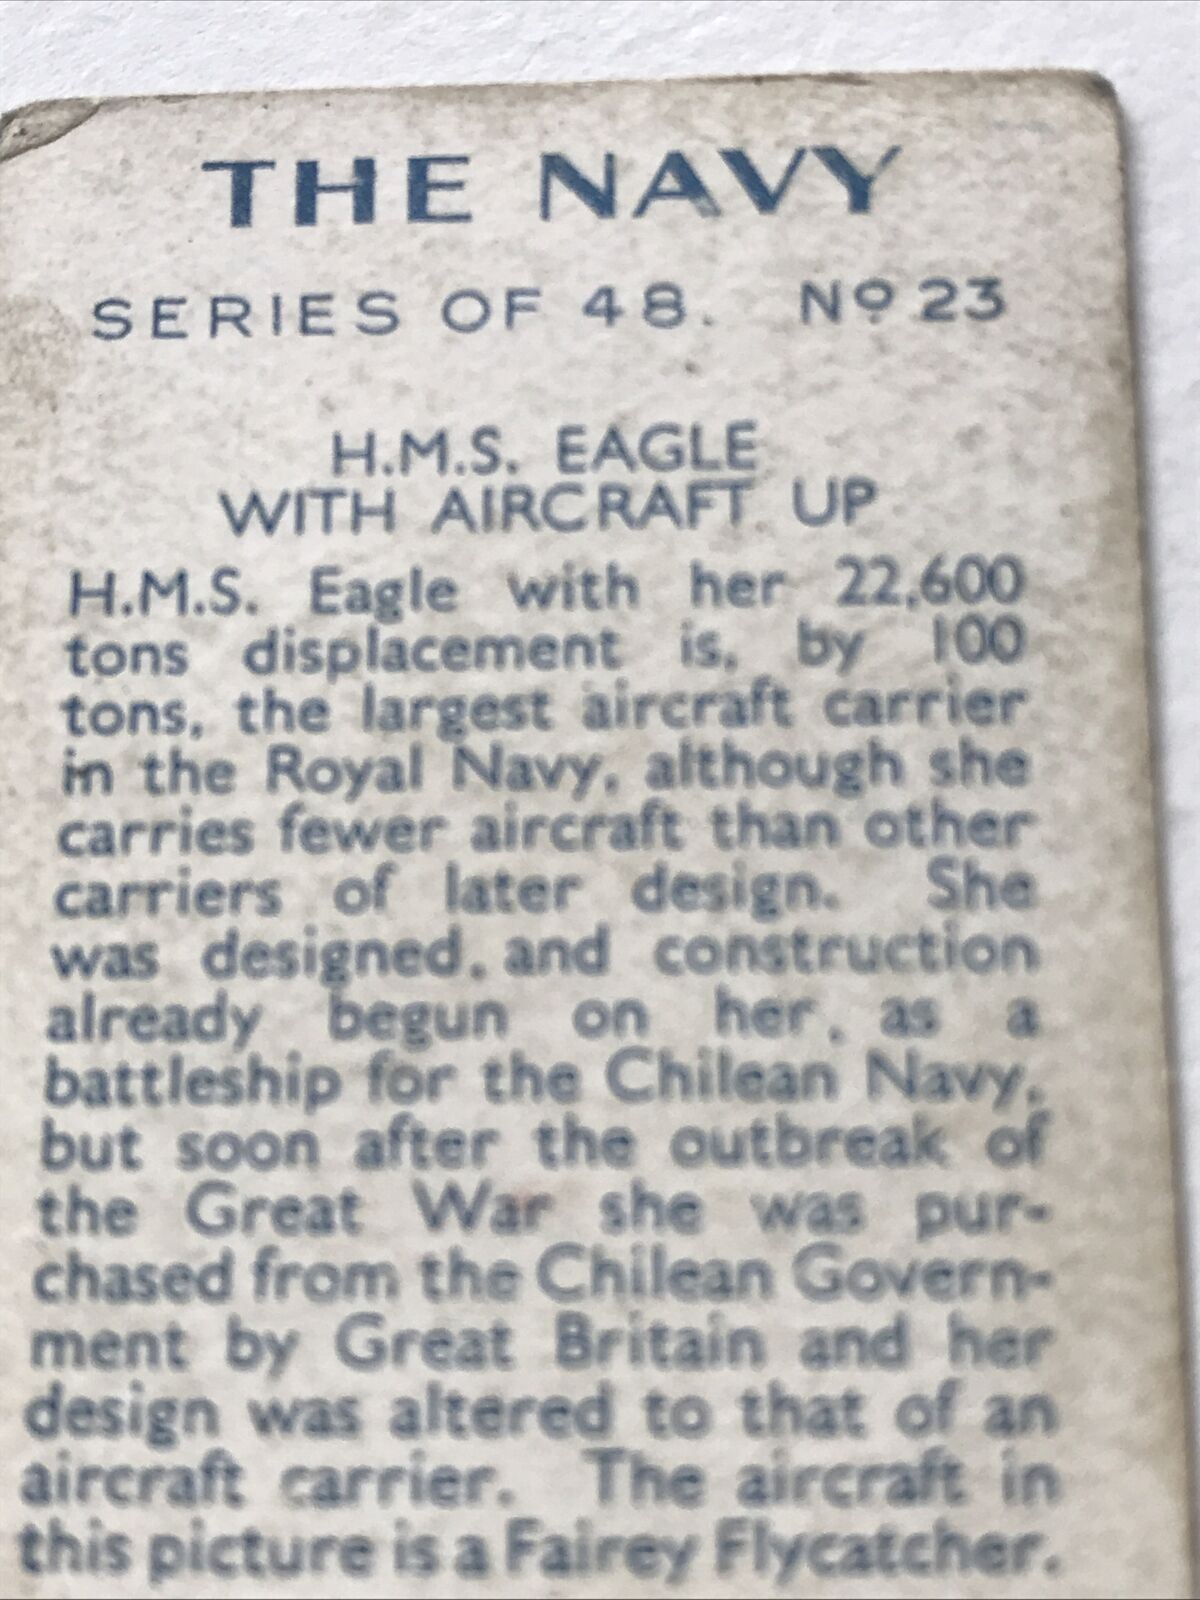 THE NAVY
SERIES OF 48. Nº 23
H.M.S. EAGLE
WITH AIRCRAFT UP
H.M.S. Eagle with her 22,600
tons displacement is, by 100
tons, the largest aircraft carrier
in the Royal Navy, although she
carries fewer aircraft than other
carriers of later design. She
was designed, and construction
already begun on her, as a
battleship for the Chilean Navy,
but soon after the outbreak of
the Great War she was pur-
chased from the Chilean Govern-
ment by Great Britain and her
design was altered to that of an
aircraft carrier. The aircraft in
this picture is a Fairey Flycatcher.